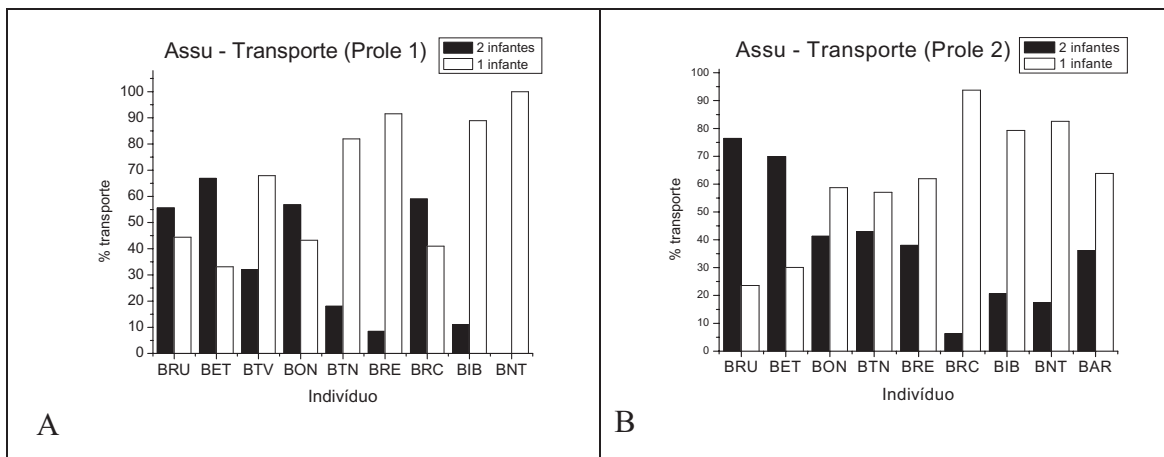 Assu - Transporte (Prole 1)
2 infantes
1 infante
% transporte
100
90
80
70
60
50
40
30
20
10
0
BRU BET BTV BON BTN BRE BRC BIB BNT
Indivíduo
A
Assu - Transporte (Prole 2)
2 infantes
1 infante
% transporte
100
90
80
70
60
50
40
30
20
10
0
BRU BET BON BTN BRE BRC BIB BNT BAR
Indivíduo
B